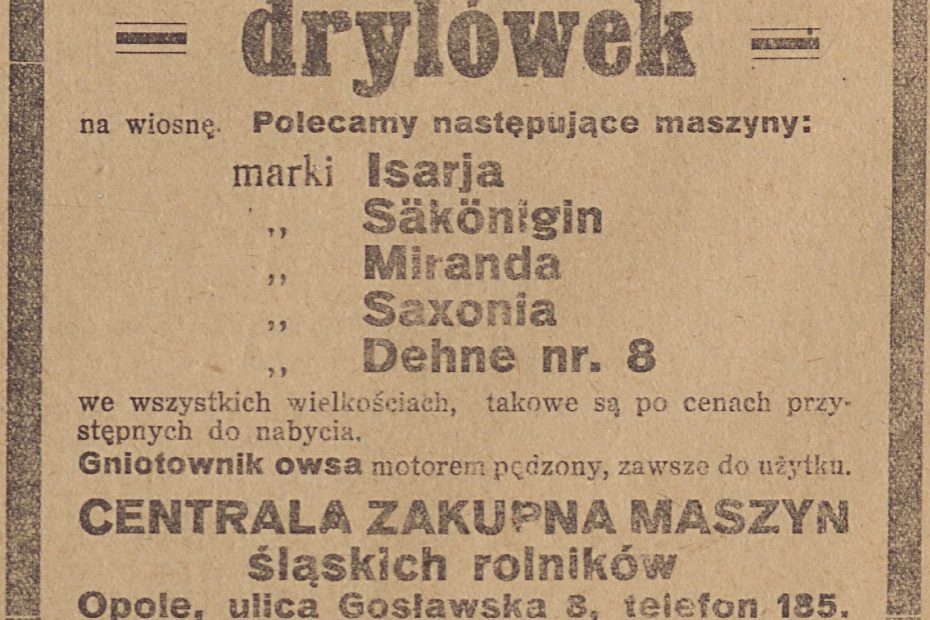 drylówek
na wiosnę. Polecamy następujące maszyny:
marki Isarja
„ Säkönigin
„ Miranda
„ Saxonia
„ Dehne nr. 8
we wszystkich wielkościach, takowe są po cenach przy-
stępnych do nabycia.
Gniotownik owsa motorem pędzony, zawsze do użytku.
CENTRALA ZAKUPNA MASZYN
śląskich rolników
Opole, ulica Gosławska 8, telefon 185.